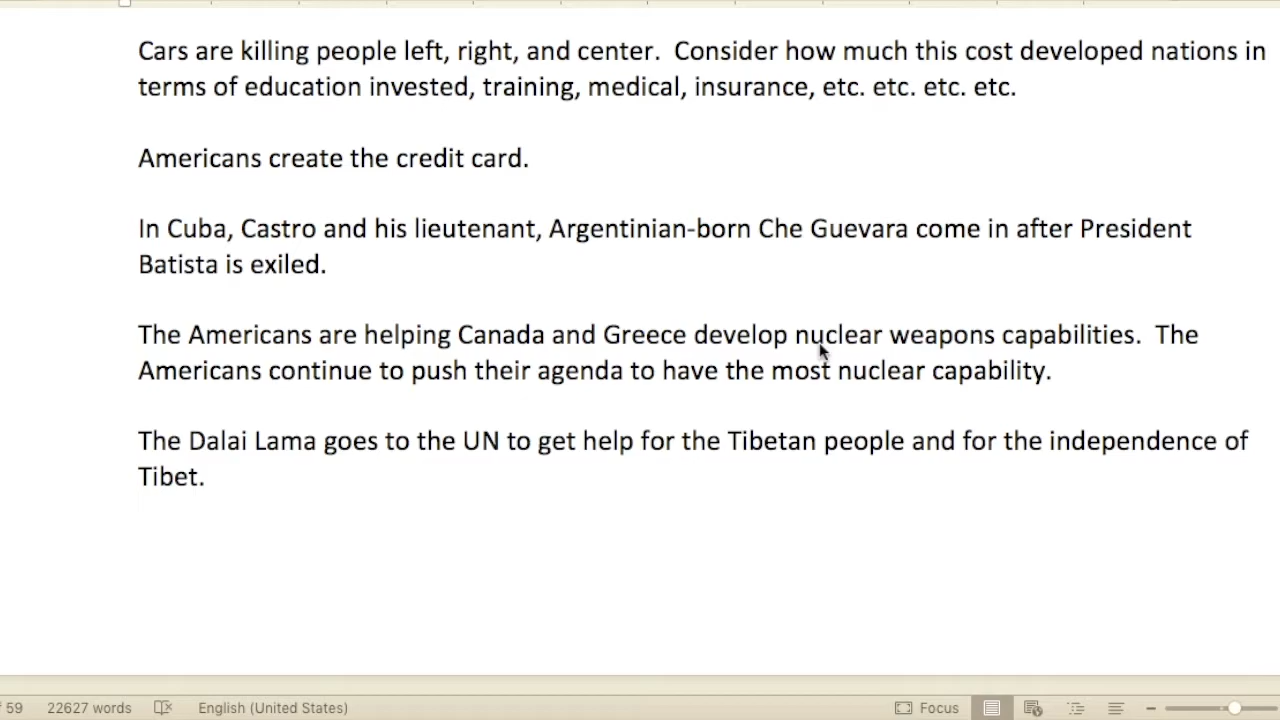 Cars are killing people left, right, and center.  Consider how much this cost developed nations in
terms of education invested, training, medical, insurance, etc. etc. etc. etc.
Americans create the credit card.
In Cuba, Castro and his lieutenant, Argentinian-born Che Guevara come in after President
Batista is exiled.
The Americans are helping Canada and Greece develop nuclear weapons capabilities.  The
Americans continue to push their agenda to have the most nuclear capability.
The Dalai Lama goes to the UN to get help for the Tibetan people and for the independence of
Tibet.
59 22627 words English (United States) Focus